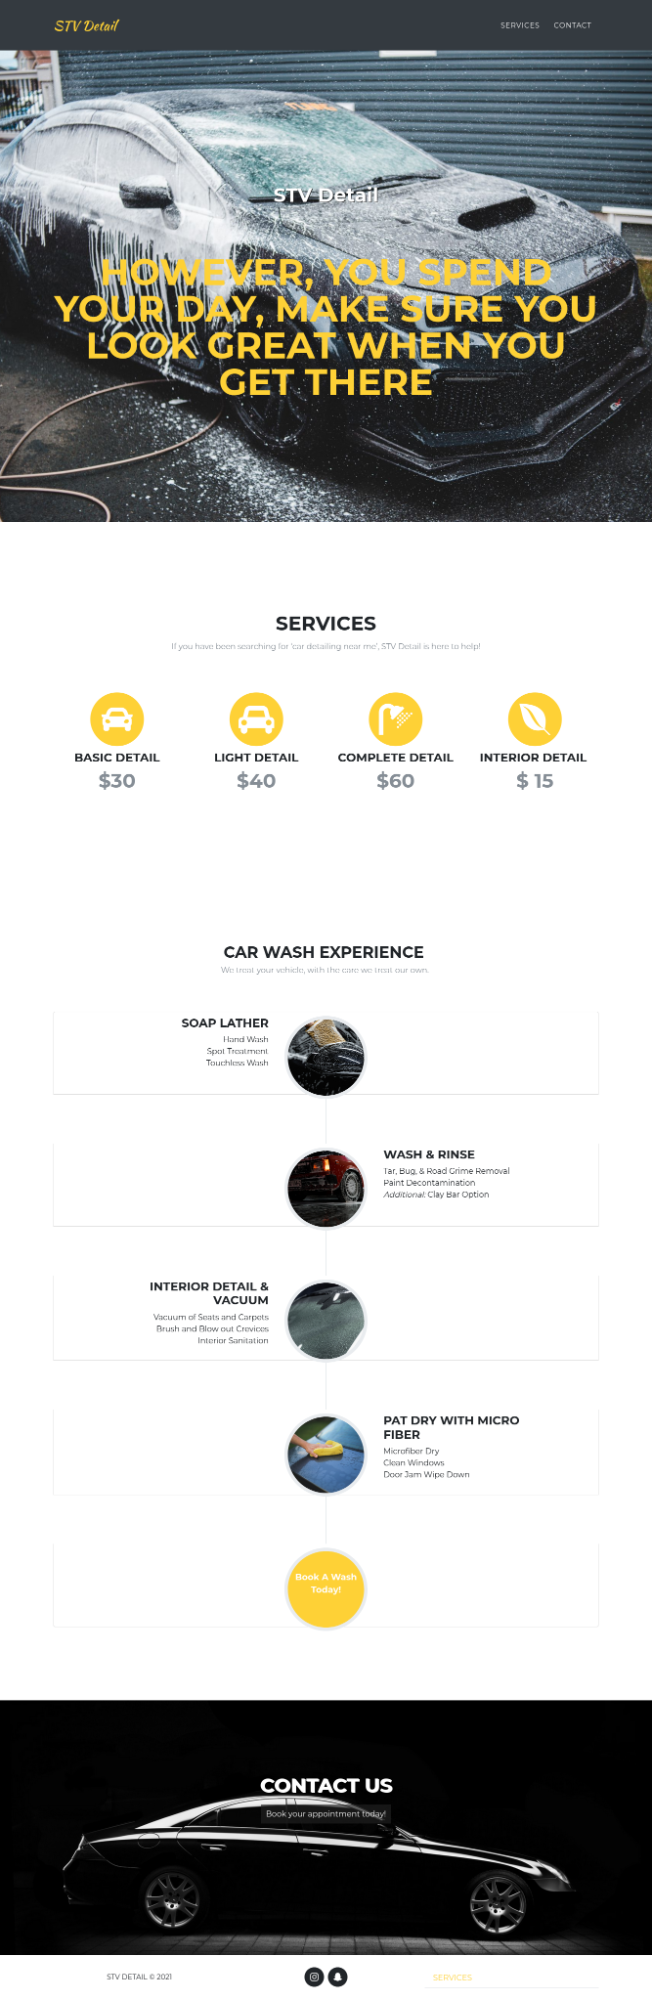 STV Detail
SERVICES CONTACT
STV Detail
HOWEVER, YOU SPEND
YOUR DAY, MAKE SURE YOU
LOOK GREAT WHEN YOU
GET THERE
SERVICES
If you have been searching for 'car detailing near me', STV Detail is here to help!
BASIC DETAIL
$30
LIGHT DETAIL
$40
COMPLETE DETAIL
$60
INTERIOR DETAIL
$ 15
CAR WASH EXPERIENCE
We treat your vehicle, with the care we treat our own.
SOAP LATHER
Hand Wash
Spot Treatment
Touchless Wash
WASH & RINSE
Tar, Bug, & Road Grime Removal
Paint Decontamination
Additional: Clay Bar Option
INTERIOR DETAIL &
VACUUM
Vacuum of Seats and Carpets
Brush and Blow out Crevices
Interior Sanitation
PAT DRY WITH MICRO
FIBER
Microfiber Dry
Clean Windows
Door Jam Wipe Down
Book A Wash
Today!
CONTACT US
Book your appointment today!
STV DETAIL © 2021
SERVICES